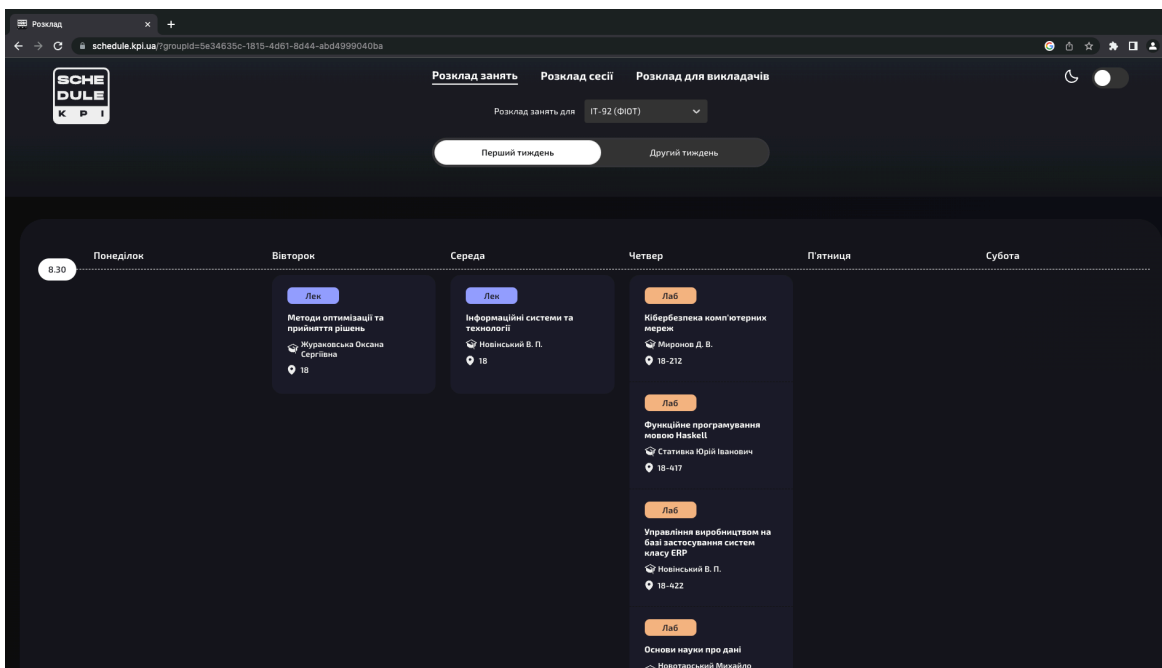 Розклад
schedule.kpi.ua/?groupId=5e34635c-1815-4d61-8d44-abd4999040ba
SCHE
DULE
KPI
Розклад занять
Розклад сесії
Розклад для викладачів
Розклад занять для
ІТ-92 (ФІОТ)
Перший тиждень
Другий тиждень
Понеділок
Вівторок
Середа
Четвер
П'ятниця
Субота
8.30
Лек
Методи оптимізації та
прийняття рішень
Жураковська Оксана
Сергіївна
18
Лек
Інформаційні системи та
технології
Новінський В. П.
18
Лаб
Кібербезпека комп'ютерних
мереж
Миронов Д. В.
18-212
Лаб
Функційне програмування
мовою Haskell
Стативка Юрій Іванович
18-417
Лаб
Управління виробництвом на
базі застосування систем
класу ERP
Новінський В. П.
18-422
Лаб
Основи науки про дані
Новотарський Михайло